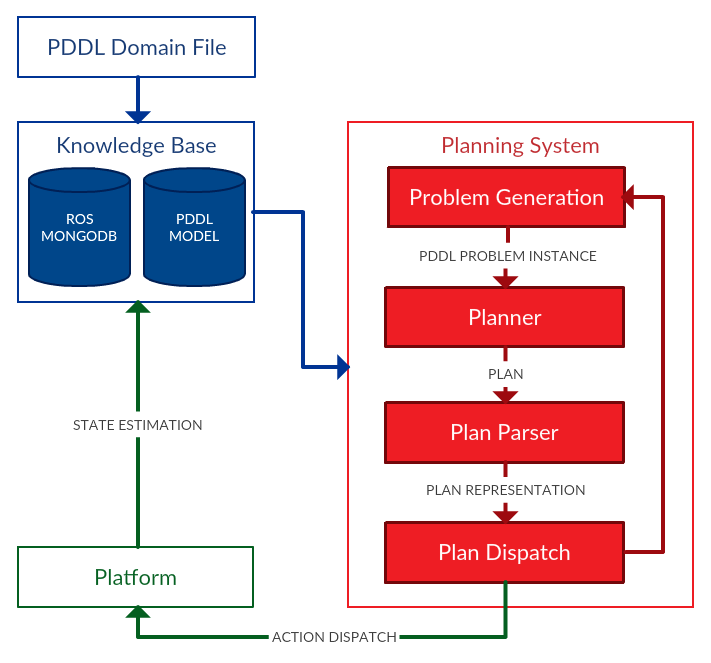 PDDL Domain File
Knowledge Base
ROS
MONGODB
PDDL
MODEL
STATE ESTIMATION
Platform
Planning System
Problem Generation
PDDL PROBLEM INSTANCE
Planner
PLAN
Plan Parser
PLAN REPRESENTATION
Plan Dispatch
ACTION DISPATCH